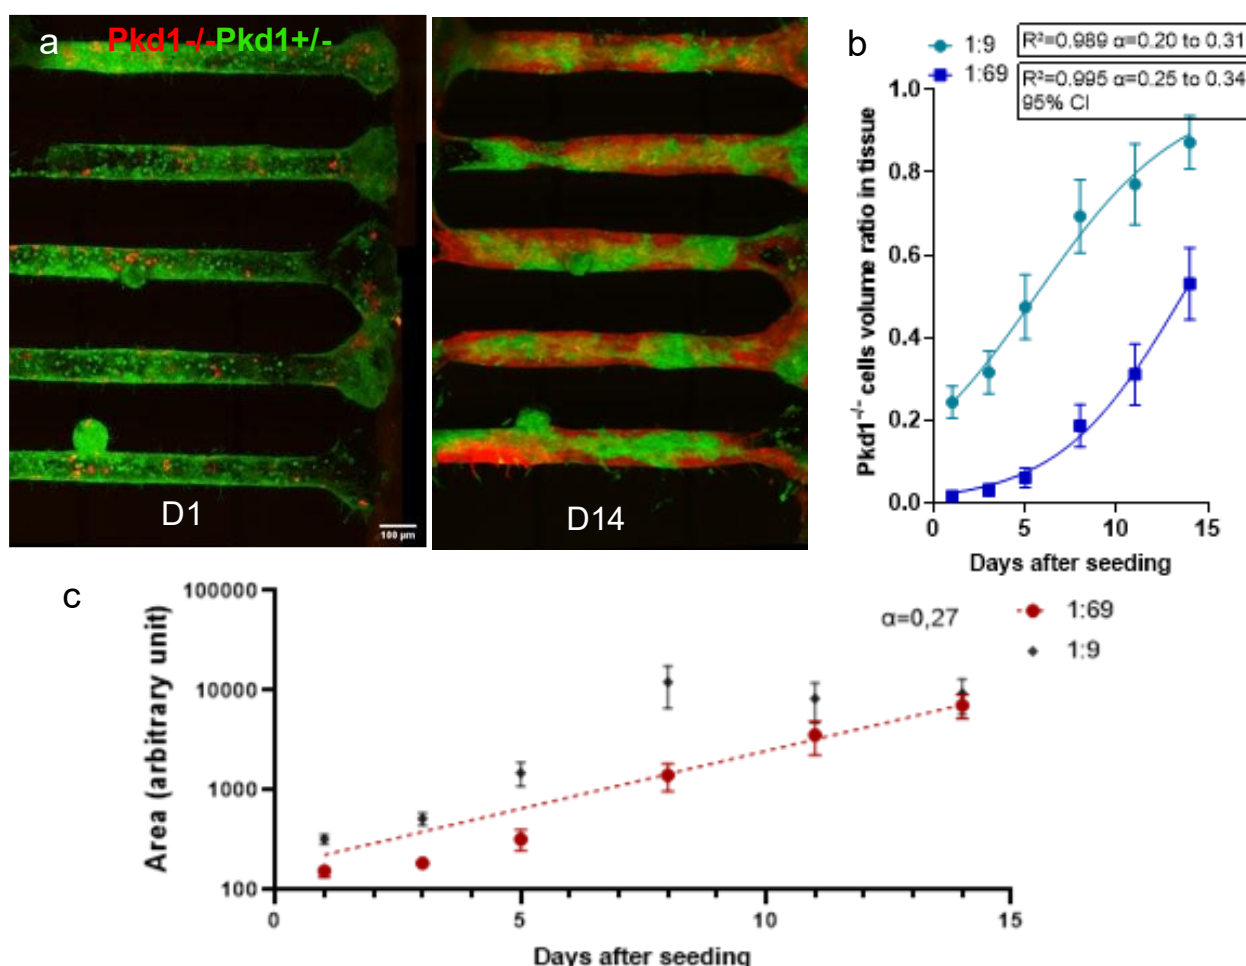 a
Pkd1-/-Pkd1+/-
D1
100 µm
D14
b
1:9
1:69
R²=0.989 α=0.20 to 0.31
R²=0.995 α=0.25 to 0.34
95% CI
Pkd1⁻/⁻ cells volume ratio in tissue
1.0
0.8
0.6
0.4
0.2
0.0
0
5
10
15
Days after seeding
c
Area (arbitrary unit)
100000
10000
1000
100
0
5
10
15
Days after seeding
α=0,27
1:69
1:9